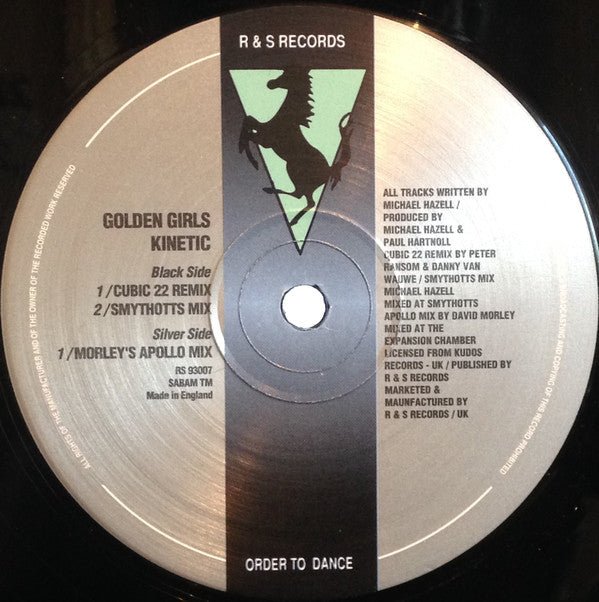 R & S RECORDS
GOLDEN GIRLS
KINETIC
Black Side
1/CUBIC 22 REMIX
2/SMYTHOTTS MIX
Silver Side
1/MORLEY'S APOLLO MIX
RS 93007
SABAM TM
Made in England
ALL TRACKS WRITTEN BY
MICHAEL HAZELL /
PRODUCED BY
MICHAEL HAZELL &
PAUL HARTNOLL
CUBIC 22 REMIX BY PETER
RANSOM & DANNY VAN
WAUWE / SMYTHOTTS MIX
MICHAEL HAZELL
MIXED AT SMYTHOTTS
APOLLO MIX BY DAVID MORLEY
MIXED AT THE
EXPANSION CHAMBER
LICENSED FROM KUDOS
RECORDS - UK / PUBLISHED BY
R & S RECORDS
MARKETED &
MAUNFACTURED BY
R & S RECORDS / UK
ALL RIGHTS OF THE MANUFACTURER AND OF THE OWNER OF THE RECORDED WORK RESERVED
BROADCASTING AND COPYING OF THIS RECORD PROHIBITED
ORDER TO DANCE